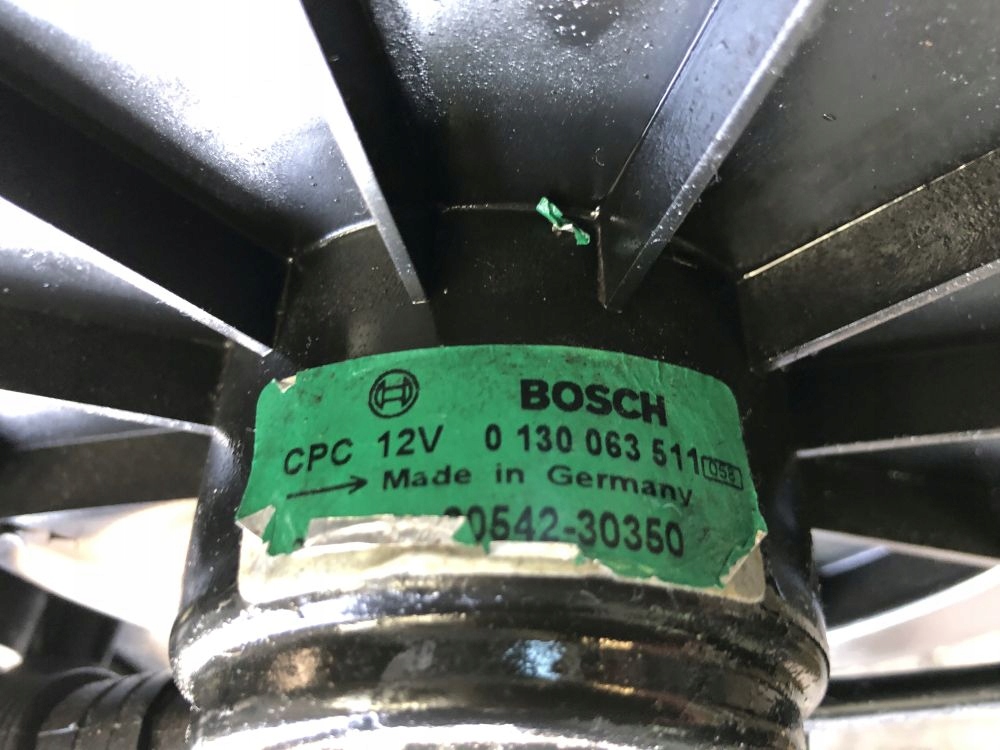 BOSCH
CPC 12V 0 130 063 511 058
Made in Germany
0542-30350